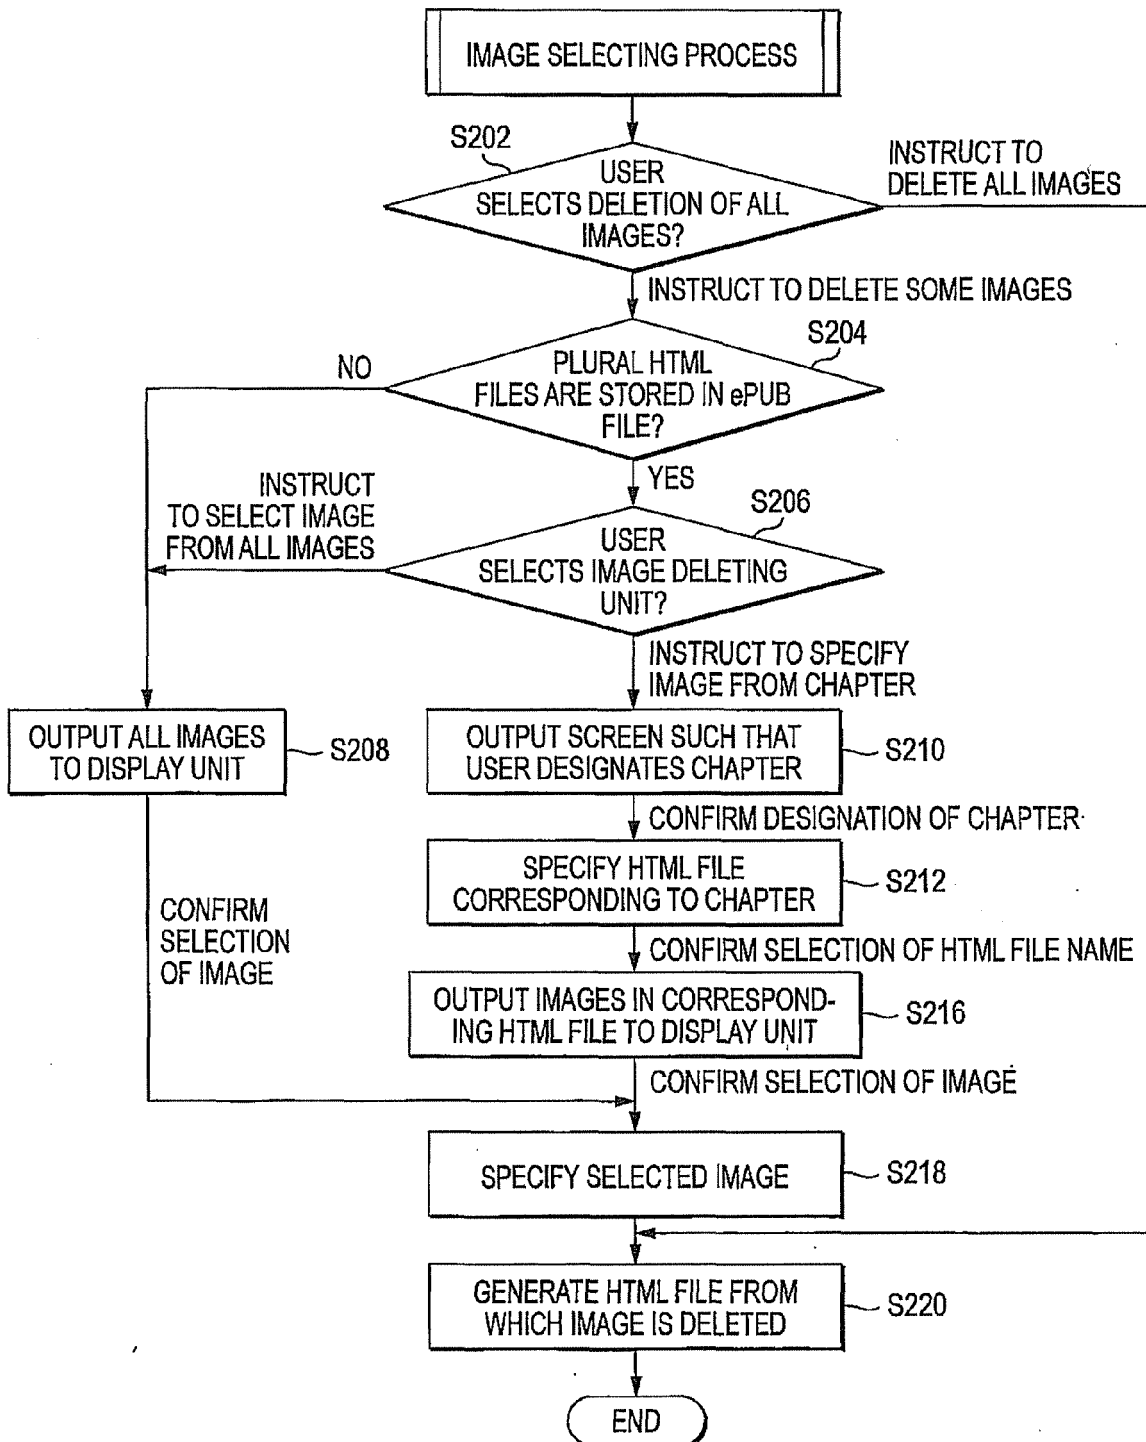 IMAGE SELECTING PROCESS
S202
USER
SELECTS DELETION OF ALL
IMAGES?
INSTRUCT TO
DELETE ALL IMAGES
INSTRUCT TO DELETE SOME IMAGES
S204
NO
PLURAL HTML
FILES ARE STORED IN ePUB
FILE?
YES
INSTRUCT
TO SELECT IMAGE
FROM ALL IMAGES
S206
USER
SELECTS IMAGE DELETING
UNIT?
INSTRUCT TO SPECIFY
IMAGE FROM CHAPTER
OUTPUT ALL IMAGES
TO DISPLAY UNIT
S208
OUTPUT SCREEN SUCH THAT
USER DESIGNATES CHAPTER
S210
CONFIRM DESIGNATION OF CHAPTER
SPECIFY HTML FILE
CORRESPONDING TO CHAPTER
S212
CONFIRM
SELECTION
OF IMAGE
CONFIRM SELECTION OF HTML FILE NAME
OUTPUT IMAGES IN CORRESPOND-
ING HTML FILE TO DISPLAY UNIT
S216
CONFIRM SELECTION OF IMAGE
SPECIFY SELECTED IMAGE
S218
GENERATE HTML FILE FROM
WHICH IMAGE IS DELETED
S220
END